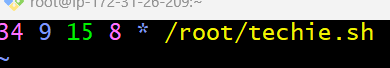 root@ip-172-31-26-209:~
34 9 15 8 * /root/techie.sh
~